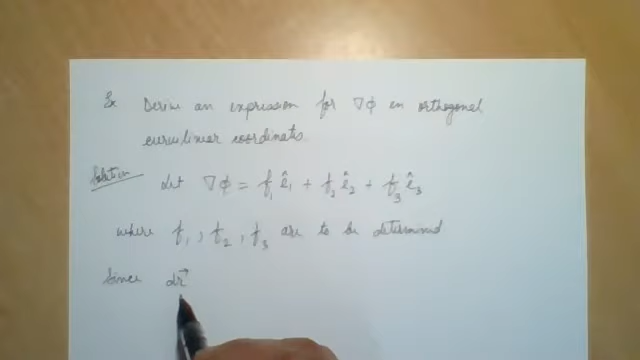 Ex Derive an expression for ∇Φ in orthogonal
curvilinear coordinates.
Solution Let ∇Φ = f₁ ê₁ + f₂ ê₂ + f₃ ê₃
where f₁, f₂, f₃ are to be determined
Since dr⃗